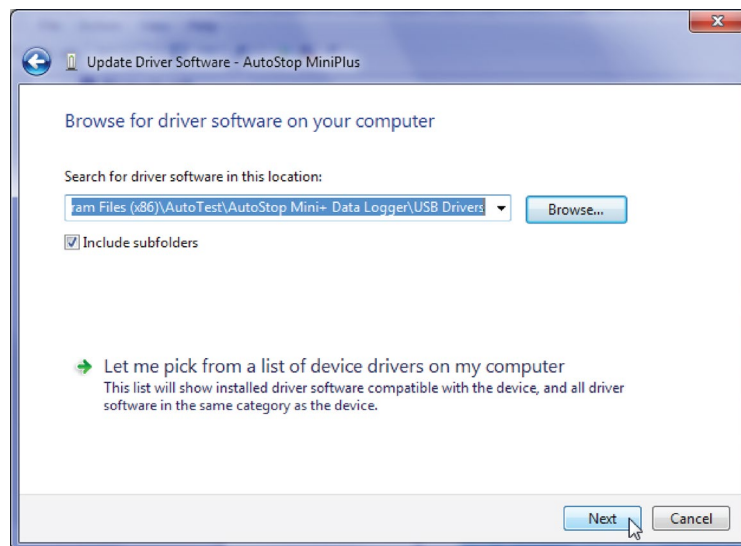 Update Driver Software - AutoStop MiniPlus
Browse for driver software on your computer
Search for driver software in this location:
ram Files (x86)\AutoTest\AutoStop Mini+ Data Logger\USB Drivers
Browse...
Include subfolders
Let me pick from a list of device drivers on my computer
This list will show installed driver software compatible with the device, and all driver
software in the same category as the device.
Next
Cancel